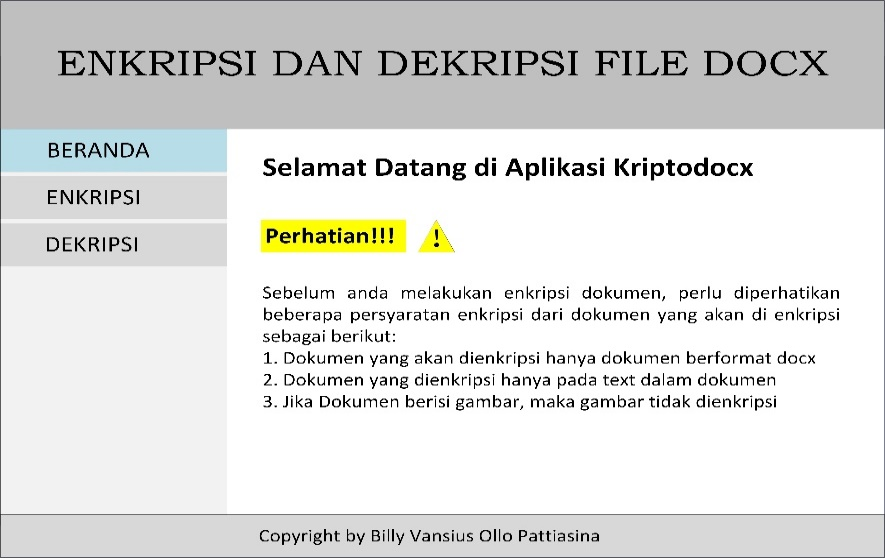 ENKRIPSI DAN DEKRIPSI FILE DOCX
BERANDA
ENKRIPSI
DEKRIPSI
Selamat Datang di Aplikasi Kriptodocx
Perhatian!!! !
Sebelum anda melakukan enkripsi dokumen, perlu diperhatikan
beberapa persyaratan enkripsi dari dokumen yang akan di enkripsi
sebagai berikut:
1. Dokumen yang akan dienkripsi hanya dokumen berformat docx
2. Dokumen yang dienkripsi hanya pada text dalam dokumen
3. Jika Dokumen berisi gambar, maka gambar tidak dienkripsi
Copyright by Billy Vansius Ollo Pattiasina